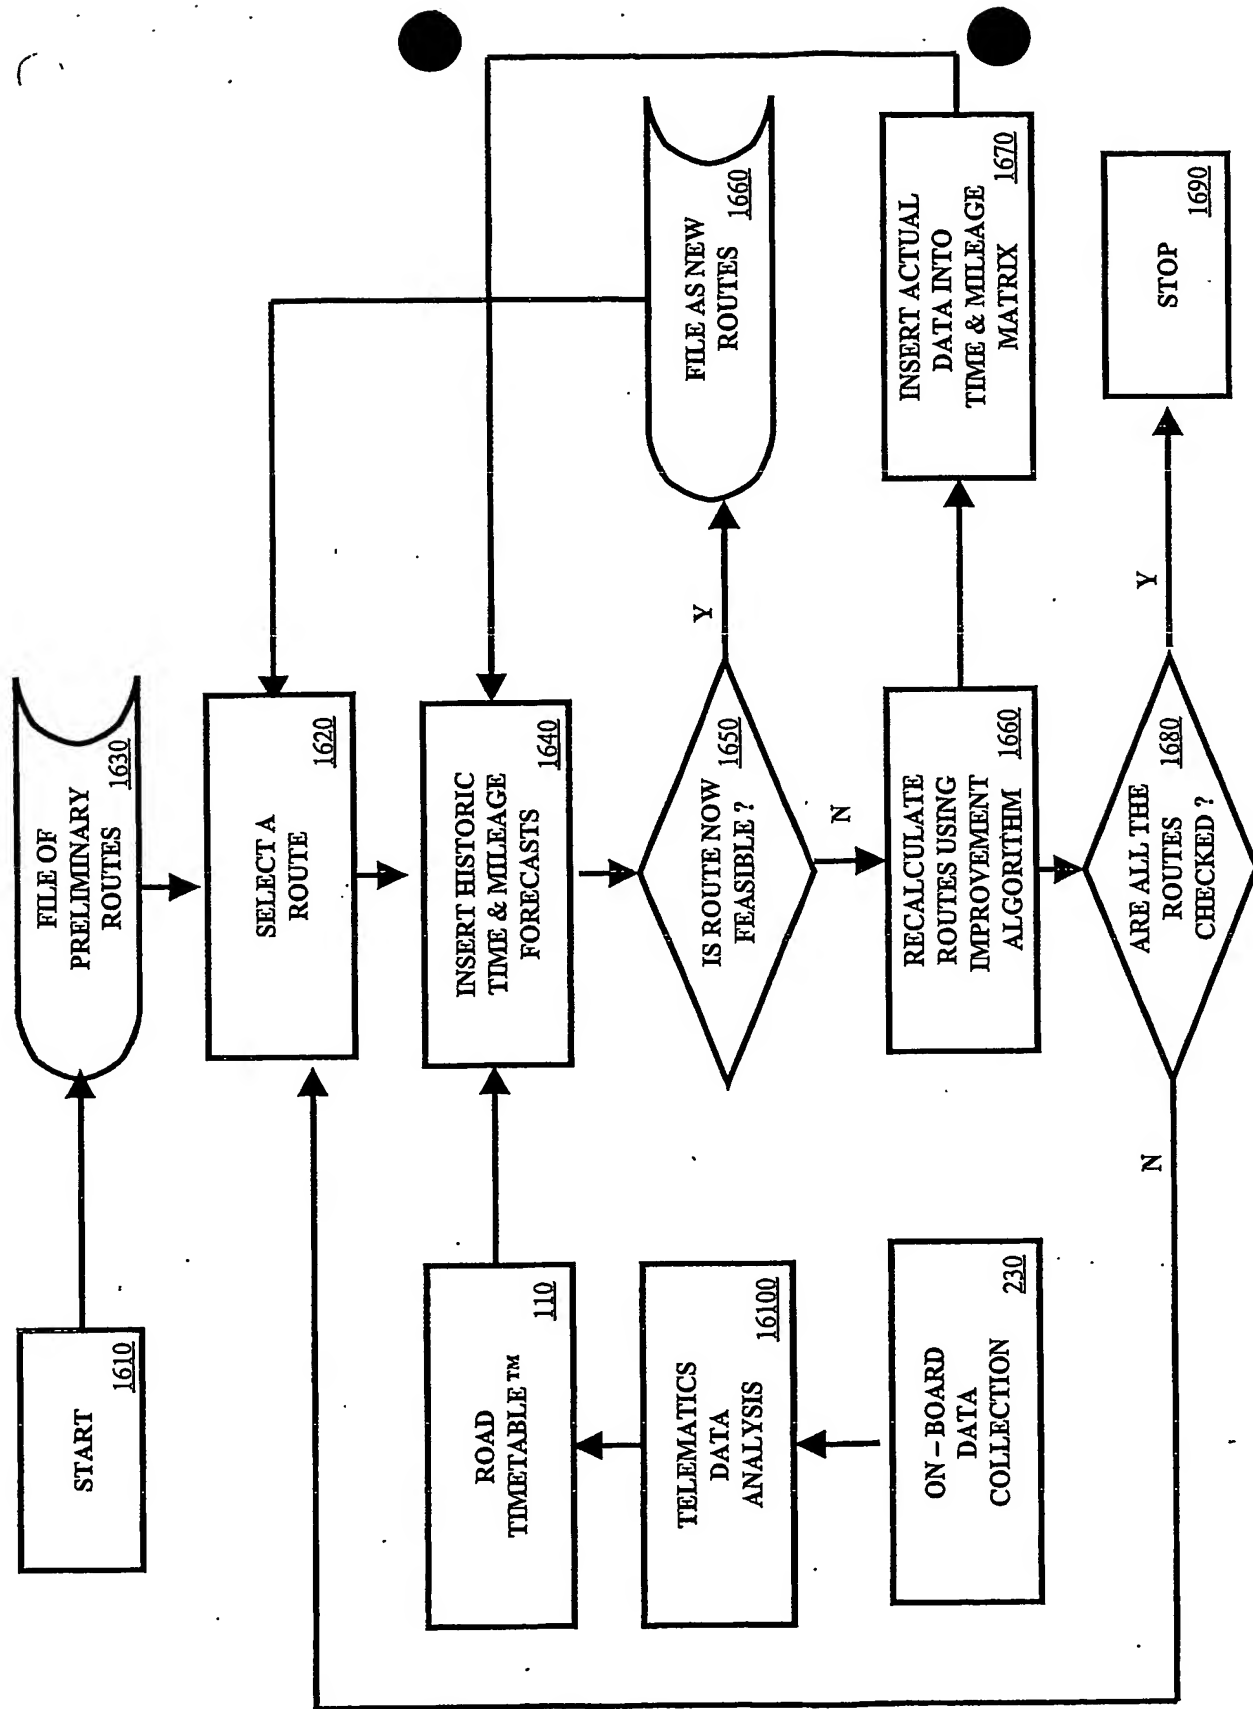 START
1610
FILE OF
PRELIMINARY
ROUTES
1630
SELECT A
ROUTE
1620
ROAD
TIMETABLE™
110
INSERT HISTORIC
TIME & MILEAGE
FORECASTS
1640
TELEMATICS
DATA
ANALYSIS
16100
IS ROUTE NOW
FEASIBLE ?
1650
Y
FILE AS NEW
ROUTES
1660
N
ON–BOARD
DATA
COLLECTION
230
RECALCULATE
ROUTES USING
IMPROVEMENT
ALGORITHM
1660
INSERT ACTUAL
DATA INTO
TIME & MILEAGE
MATRIX
1670
N
ARE ALL THE
ROUTES
CHECKED ?
1680
Y
STOP
1690